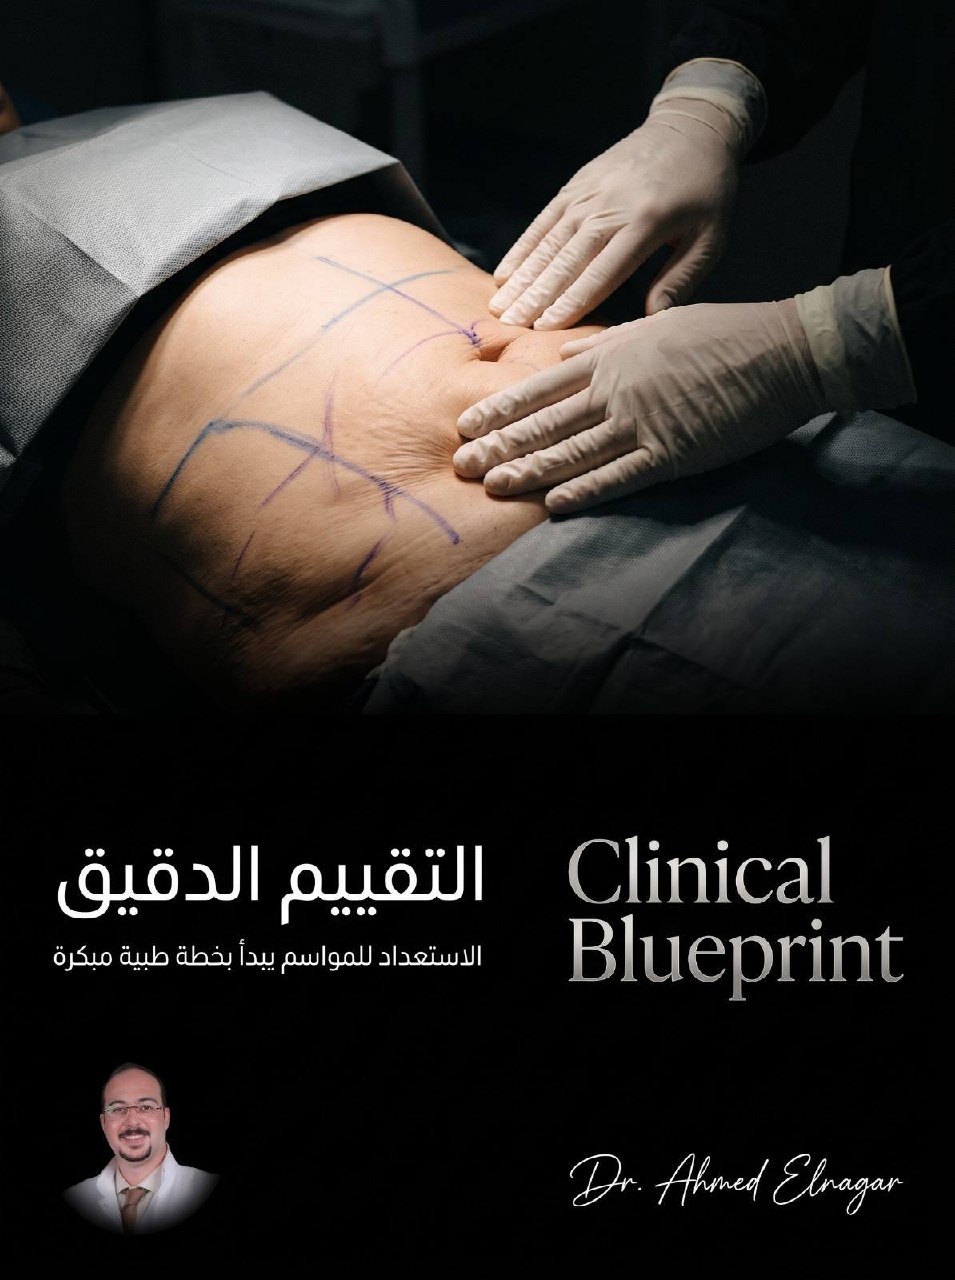 التقييم الدقيق
الاستعداد للمواسم يبدأ بخطة طبية مبكرة
Clinical
Blueprint
Dr. Ahmed Elnagar